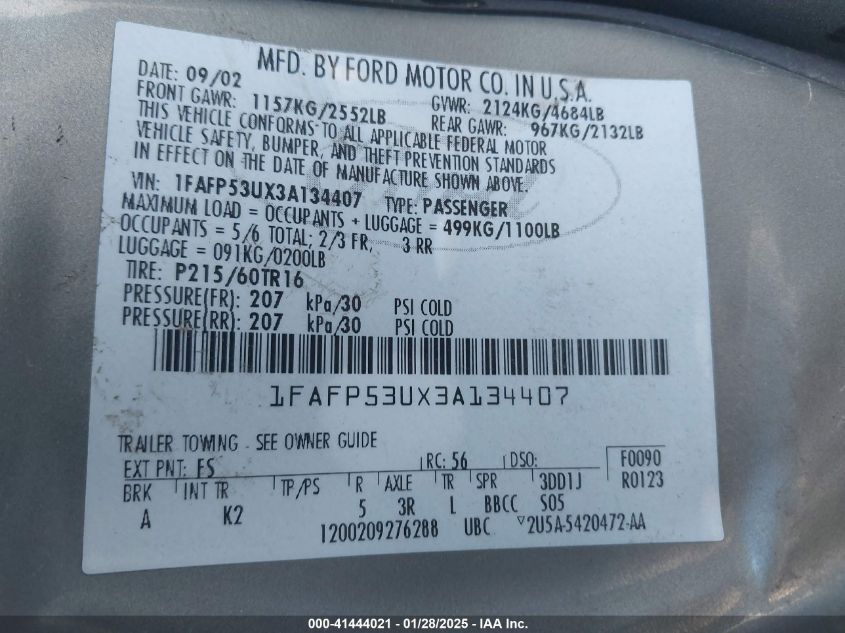 MFD. BY FORD MOTOR CO. IN U.S.A.
DATE: 09/02 GVWR: 2124KG/4684LB
FRONT GAWR: 1157KG/2552LB REAR GAWR: 967KG/2132LB
THIS VEHICLE CONFORMS TO ALL APPLICABLE FEDERAL MOTOR
VEHICLE SAFETY, BUMPER, AND THEFT PREVENTION STANDARDS
IN EFFECT ON THE DATE OF MANUFACTURE SHOWN ABOVE.
VIN: 1FAFP53UX3A134407 TYPE: PASSENGER
MAXIMUM LOAD = OCCUPANTS + LUGGAGE = 499KG/1100LB
OCCUPANTS = 5/6 TOTAL; 2/3 FR, 3 RR
LUGGAGE = 091KG/0200LB
TIRE: P215/60TR16
PRESSURE(FR): 207 kPa/30 PSI COLD
PRESSURE(RR): 207 kPa/30 PSI COLD
1FAFP53UX3A134407
TRAILER TOWING - SEE OWNER GUIDE
EXT PNT: FS RC: 56 DSO: F0090
BRK INT TR TP/PS R AXLE TR SPR 3DD1J R0123
A K2 5 3R L BBCC S05
1200209276288 UBC ▽2U5A-5420472-AA
000-41444021 | 01/28/2025 - IAA Inc.